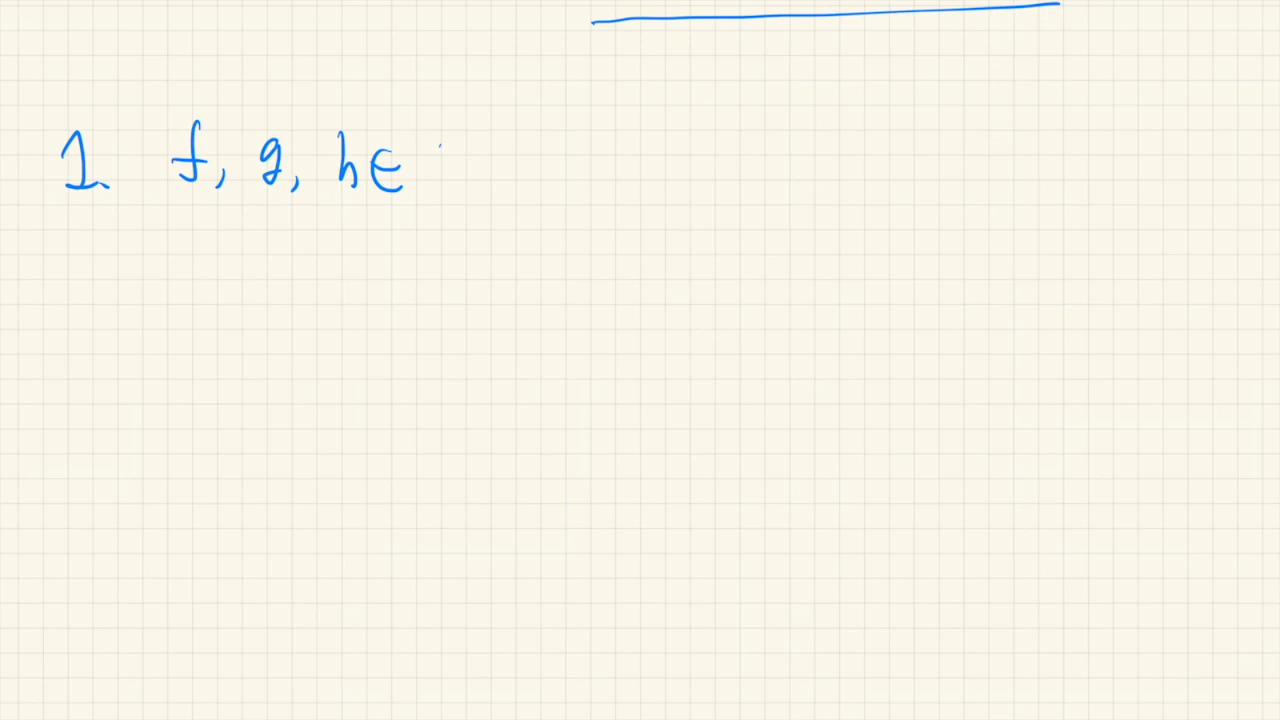 1. f, g, h ∈